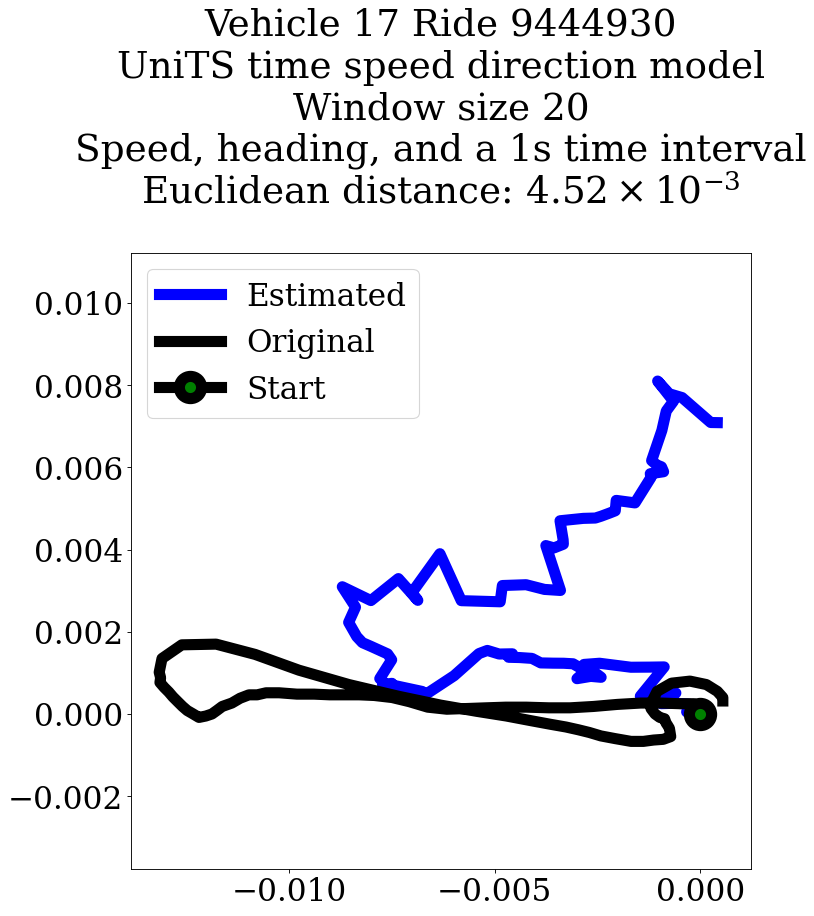 Vehicle 17 Ride 9444930
UniTS time speed direction model
Window size 20
Speed, heading, and a 1s time interval
Euclidean distance: 4.52 × 10⁻³
Estimated
Original
Start
0.010
0.008
0.006
0.004
0.002
0.000
−0.002
−0.010
−0.005
0.000